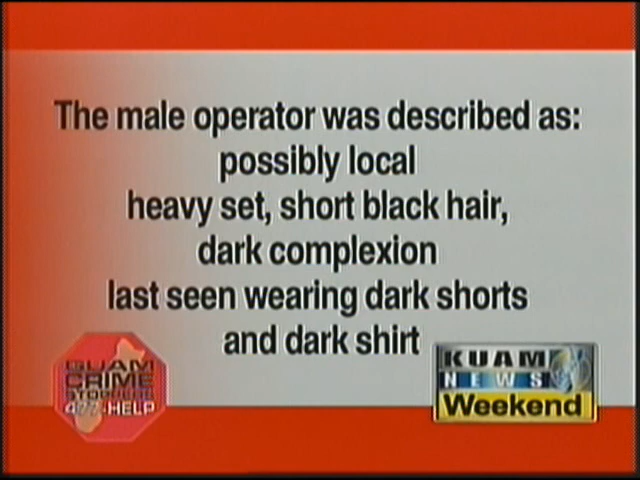 The male operator was described as:
possibly local
heavy set, short black hair,
dark complexion
last seen wearing dark shorts
and dark shirt
GUAM
CRIME
STOPPERS
477-HELP
KUAM
NEWS
Weekend